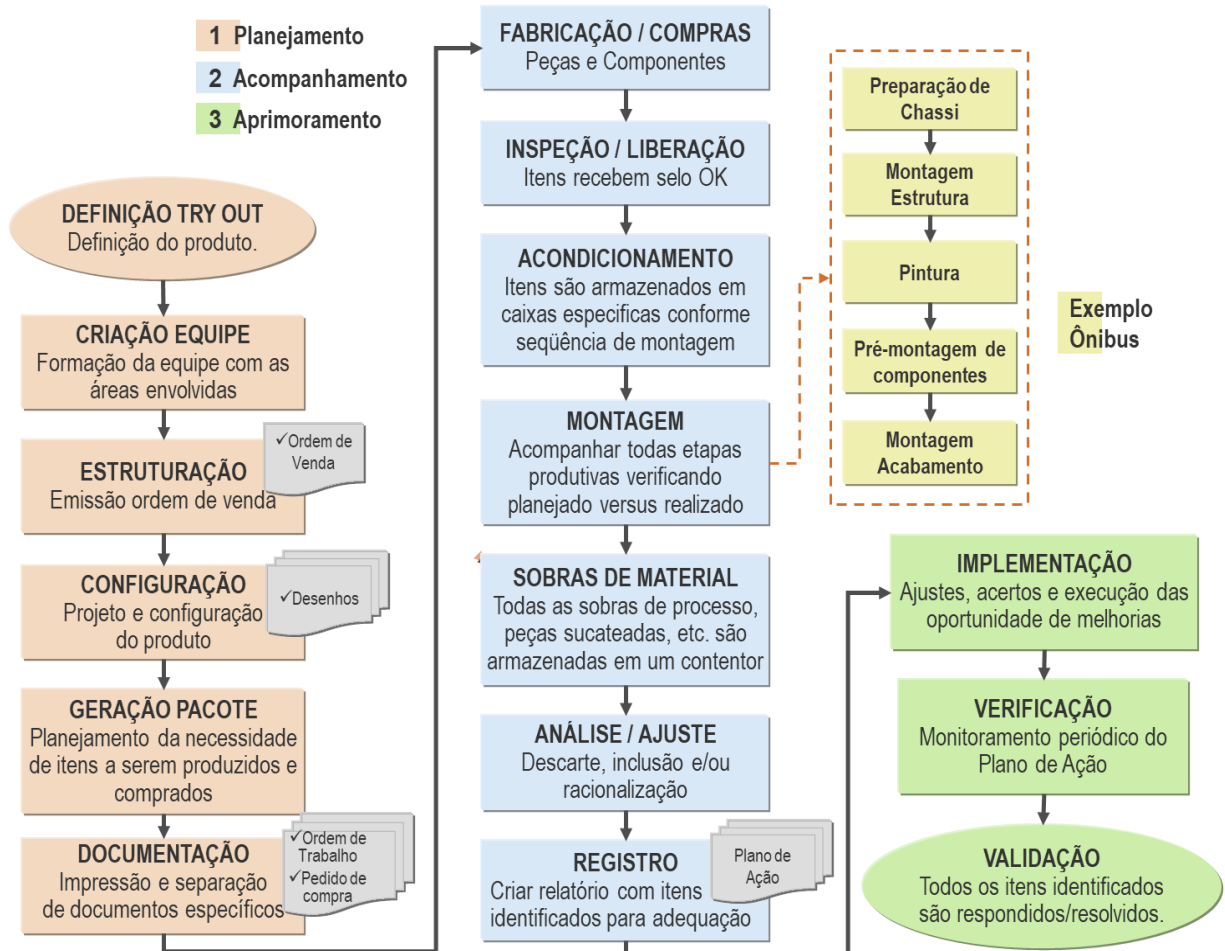 1 Planejamento
2 Acompanhamento
3 Aprimoramento
DEFINIÇÃO TRY OUT
Definição do produto.
CRIAÇÃO EQUIPE
Formação da equipe com as
áreas envolvidas
ESTRUTURAÇÃO
Emissão ordem de venda
✓Ordem de
Venda
CONFIGURAÇÃO
Projeto e configuração
do produto
✓Desenhos
GERAÇÃO PACOTE
Planejamento da necessidade
de itens a serem produzidos e
comprados
DOCUMENTAÇÃO
Impressão e separação
de documentos específicos
✓Ordem de
Trabalho
✓Pedido de
compra
FABRICAÇÃO / COMPRAS
Peças e Componentes
INSPEÇÃO / LIBERAÇÃO
Itens recebem selo OK
ACONDICIONAMENTO
Itens são armazenados em
caixas especificas conforme
seqüência de montagem
MONTAGEM
Acompanhar todas etapas
produtivas verificando
planejado versus realizado
SOBRAS DE MATERIAL
Todas as sobras de processo,
peças sucateadas, etc. são
armazenadas em um contentor
ANÁLISE / AJUSTE
Descarte, inclusão e/ou
racionalização
REGISTRO
Criar relatório com itens
identificados para adequação
Plano de
Ação
Preparação de
Chassi
Montagem
Estrutura
Pintura
Pré-montagem de
componentes
Montagem
Acabamento
Exemplo
Ônibus
IMPLEMENTAÇÃO
Ajustes, acertos e execução das
oportunidade de melhorias
VERIFICAÇÃO
Monitoramento periódico do
Plano de Ação
VALIDAÇÃO
Todos os itens identificados
são respondidos/resolvidos.